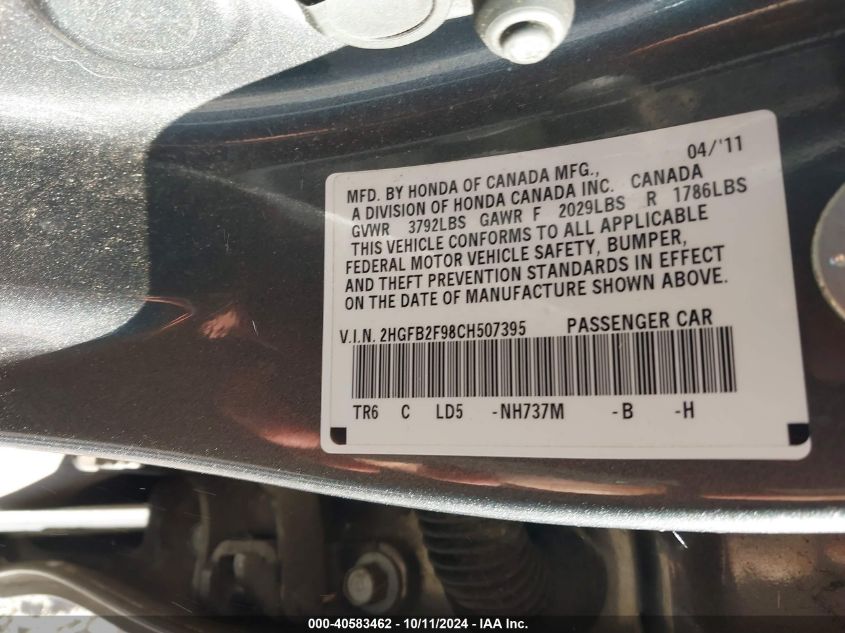 04/'11
MFD. BY HONDA OF CANADA MFG.,
A DIVISION OF HONDA CANADA INC. CANADA
GVWR 3792LBS GAWR F 2029LBS R 1786LBS
THIS VEHICLE CONFORMS TO ALL APPLICABLE
FEDERAL MOTOR VEHICLE SAFETY, BUMPER,
AND THEFT PREVENTION STANDARDS IN EFFECT
ON THE DATE OF MANUFACTURE SHOWN ABOVE.
V.I.N. 2HGFB2F98CH507395 PASSENGER CAR
TR6 C LD5 -NH737M -B -H
000-40583462 - 10/11/2024 - IAA Inc.